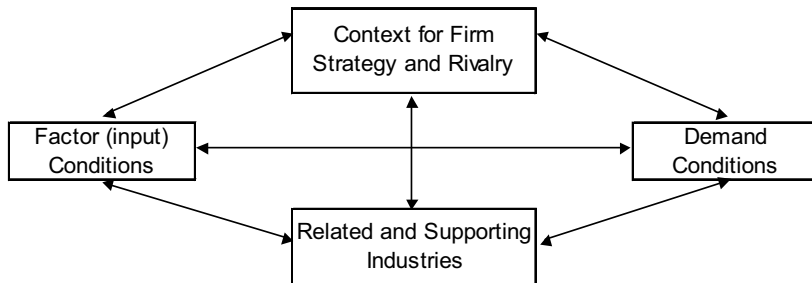 Context for Firm
Strategy and Rivalry
Factor (input)
Conditions
Demand
Conditions
Related and Supporting
Industries